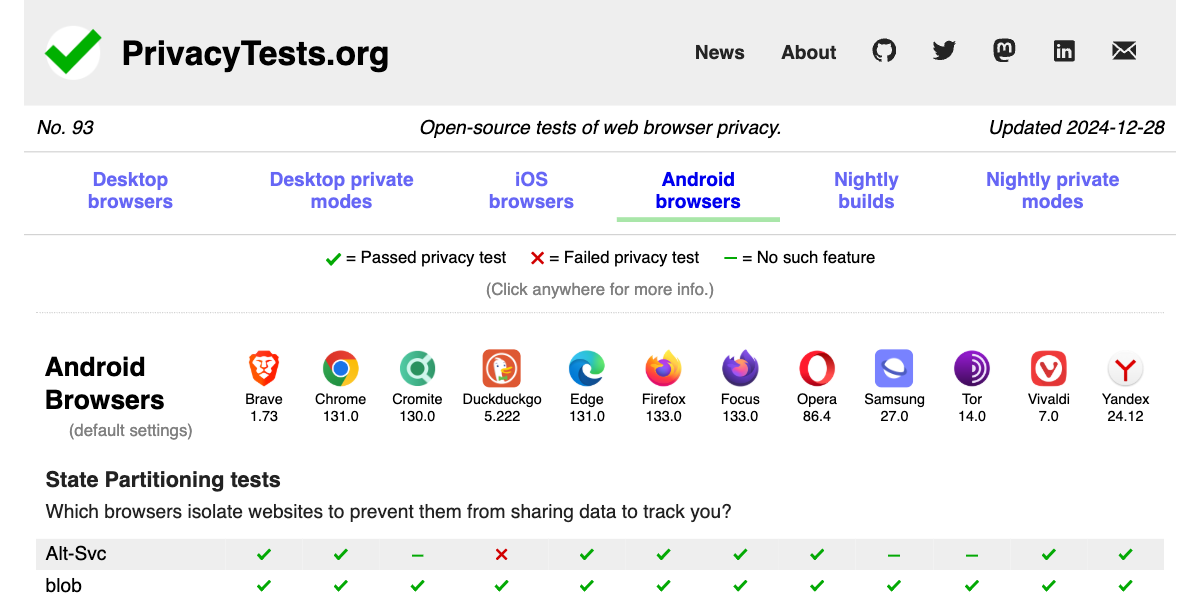 PrivacyTests.org
News About
No. 93 Open-source tests of web browser privacy. Updated 2024-12-28
Desktop browsers Desktop private modes iOS browsers Android browsers Nightly builds Nightly private modes
✓ = Passed privacy test ✕ = Failed privacy test – = No such feature
(Click anywhere for more info.)
Android Browsers
(default settings)
Brave Chrome Cromite Duckduckgo Edge Firefox Focus Opera Samsung Tor Vivaldi Yandex
1.73 131.0 130.0 5.222 131.0 133.0 133.0 86.4 27.0 14.0 7.0 24.12
State Partitioning tests
Which browsers isolate websites to prevent them from sharing data to track you?
Alt-Svc ✓ ✓ – ✕ ✓ ✓ ✓ ✓ – – ✓ ✓
blob ✓ ✓ ✓ ✓ ✓ ✓ ✓ ✓ ✓ ✓ ✓ ✓